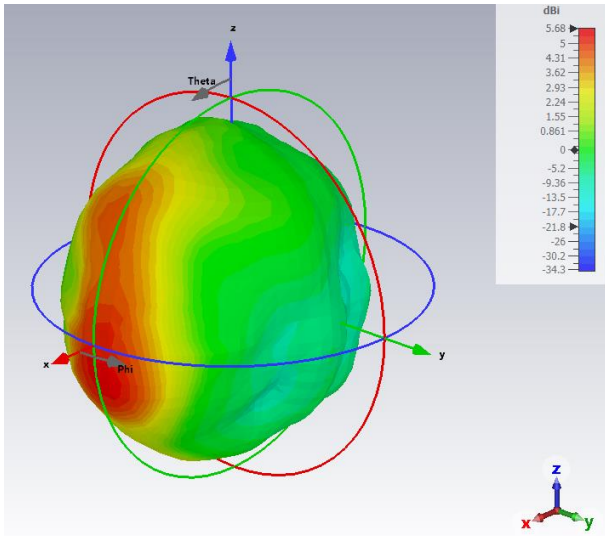 dBi
5.68
5
4.31
3.62
2.93
2.24
1.55
0.861
0
-5.2
-9.36
-13.5
-17.7
-21.8
-26
-30.2
-34.3
z
Theta
x
Phi
y
z
x
y